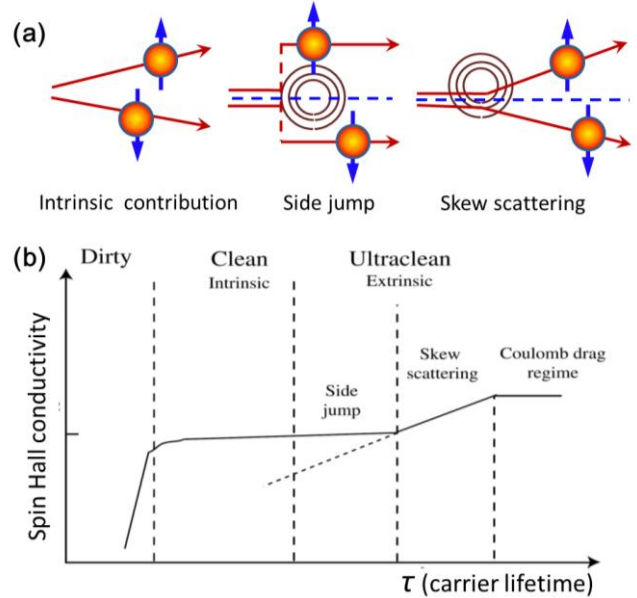 (a)
Intrinsic contribution
Side jump
Skew scattering
(b)
Dirty
Clean
Intrinsic
Ultraclean
Extrinsic
Side
jump
Skew
scattering
Coulomb drag
regime
Spin Hall conductivity
τ (carrier lifetime)